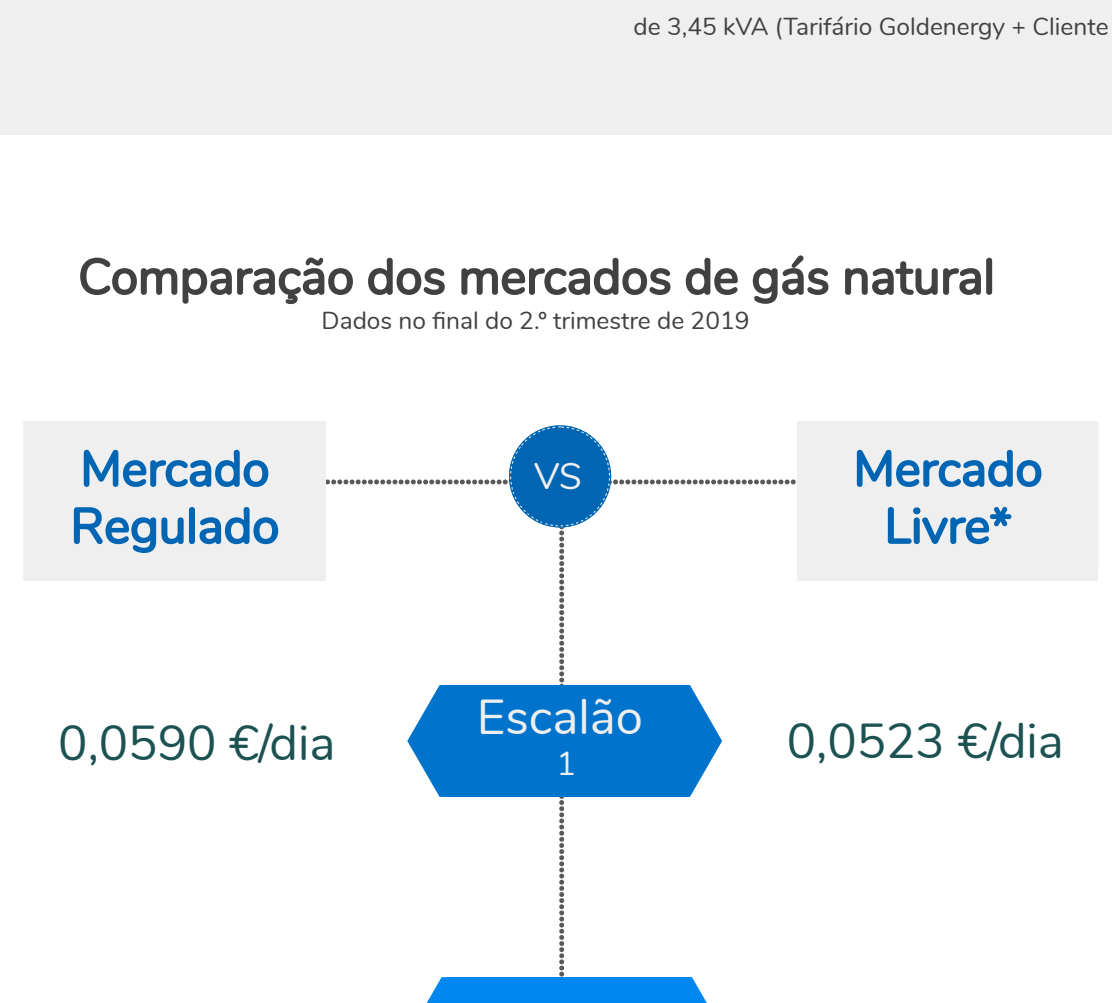 de 3,45 kVA (Tarifário Goldenergy + Cliente
Comparação dos mercados de gás natural
Dados no final do 2.º trimestre de 2019
Mercado
Regulado
VS
Mercado
Livre*
0,0590 €/dia
Escalão
1
0,0523 €/dia